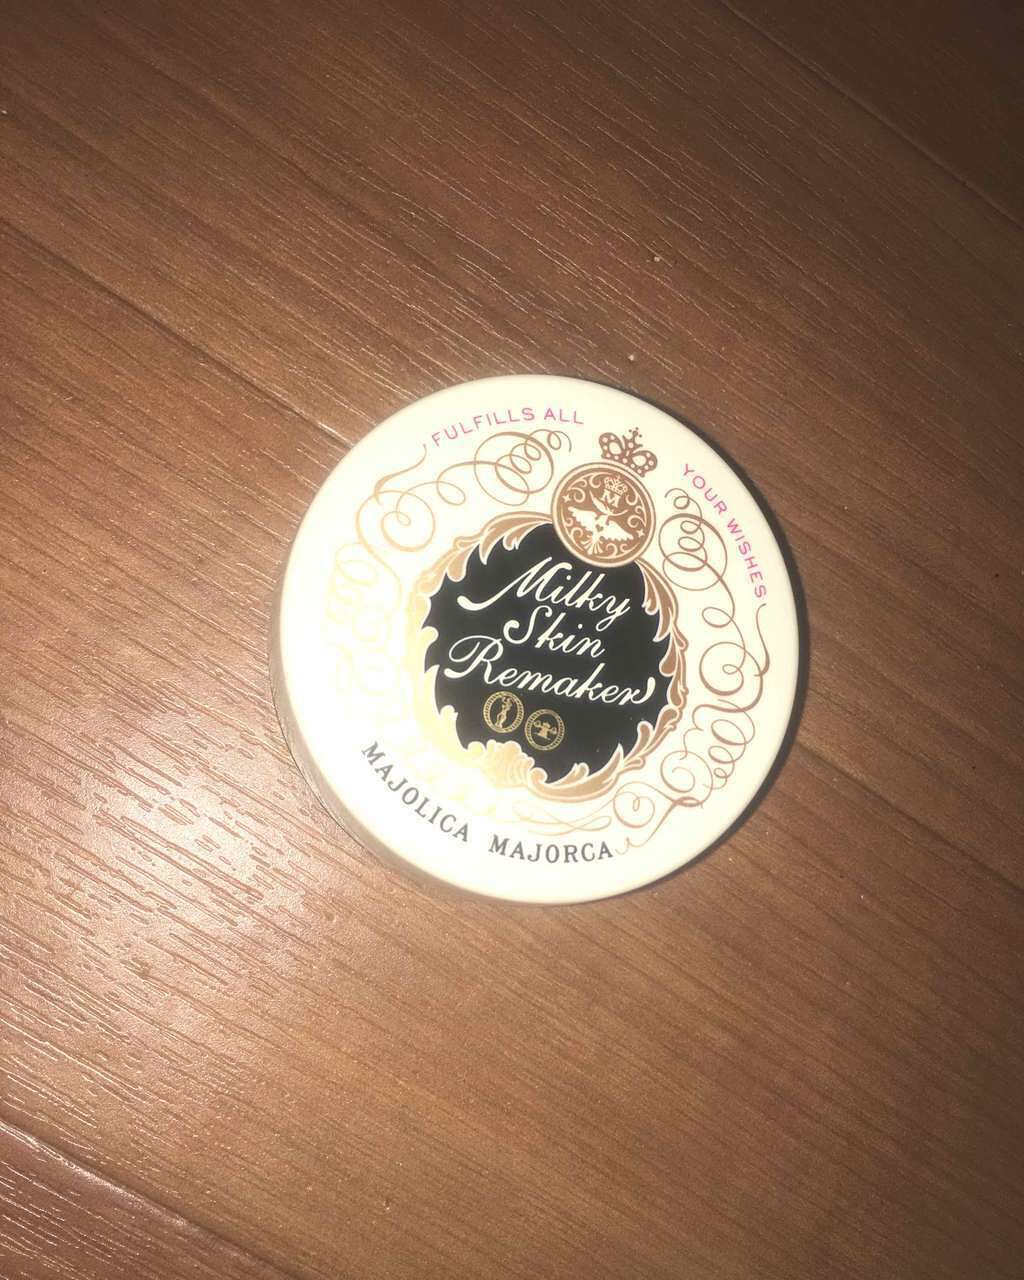 FULFILLS ALL
YOUR WISHES
M
Milky
Skin
Remaker
MAJOLICA MAJORCA